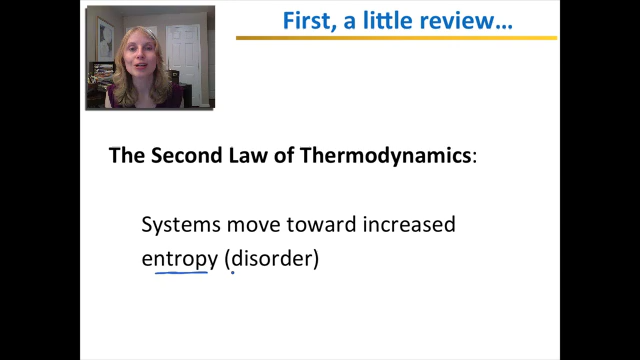 First, a little review…
The Second Law of Thermodynamics:
Systems move toward increased
entropy (disorder)